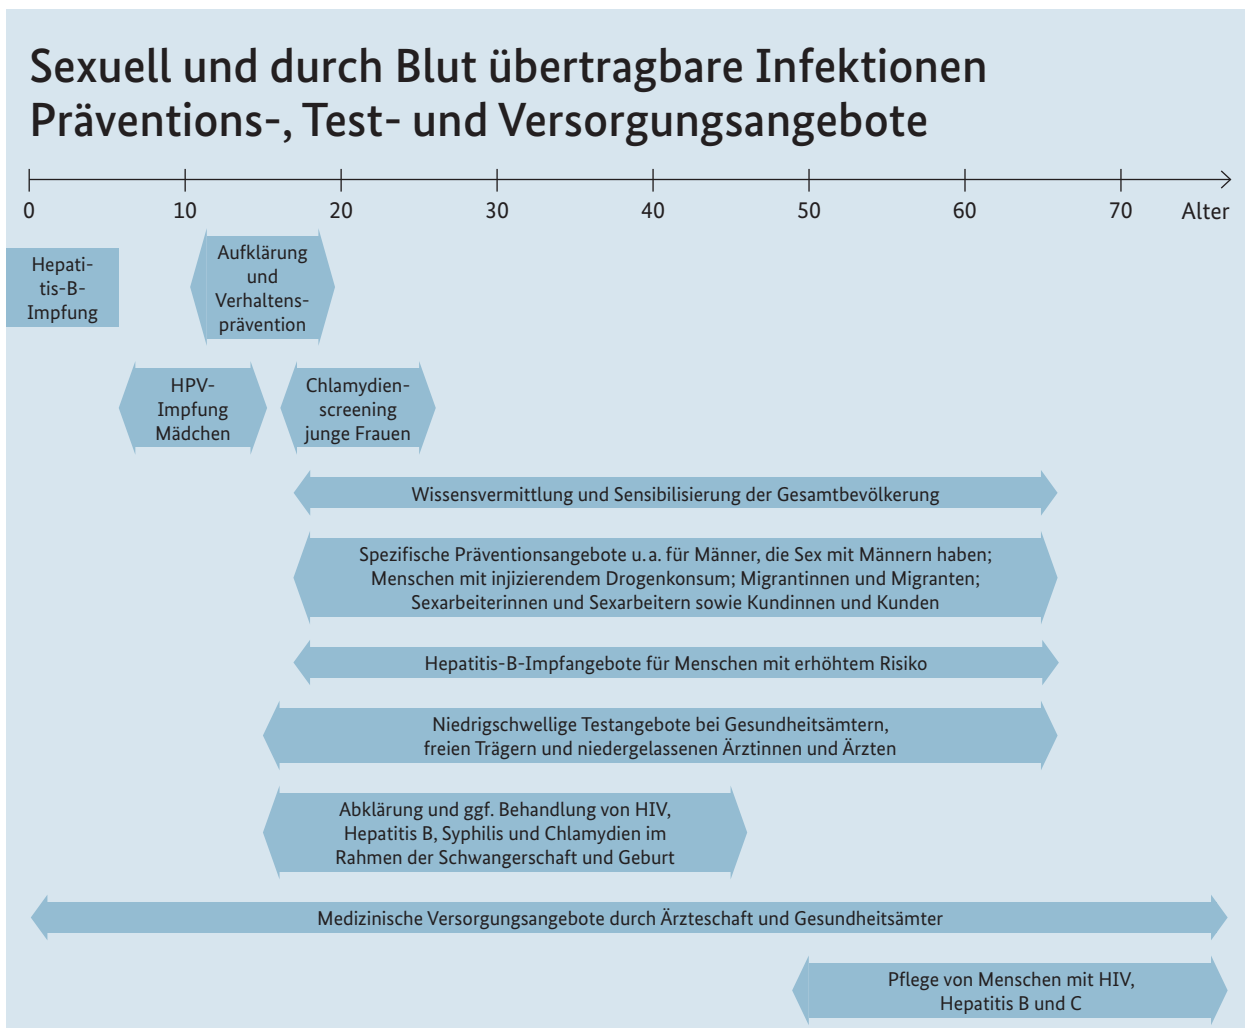 Sexuell und durch Blut übertragbare Infektionen
Präventions-, Test- und Versorgungsangebote
0 10 20 30 40 50 60 70 Alter
Hepati-
tis-B-
Impfung
Aufklärung
und
Verhaltens-
prävention
HPV-
Impfung
Mädchen
Chlamydien-
screening
junge Frauen
Wissensvermittlung und Sensibilisierung der Gesamtbevölkerung
Spezifische Präventionsangebote u. a. für Männer, die Sex mit Männern haben;
Menschen mit injizierendem Drogenkonsum; Migrantinnen und Migranten;
Sexarbeiterinnen und Sexarbeitern sowie Kundinnen und Kunden
Hepatitis-B-Impfangebote für Menschen mit erhöhtem Risiko
Niedrigschwellige Testangebote bei Gesundheitsämtern,
freien Trägern und niedergelassenen Ärztinnen und Ärzten
Abklärung und ggf. Behandlung von HIV,
Hepatitis B, Syphilis und Chlamydien im
Rahmen der Schwangerschaft und Geburt
Medizinische Versorgungsangebote durch Ärzteschaft und Gesundheitsämter
Pflege von Menschen mit HIV,
Hepatitis B und C